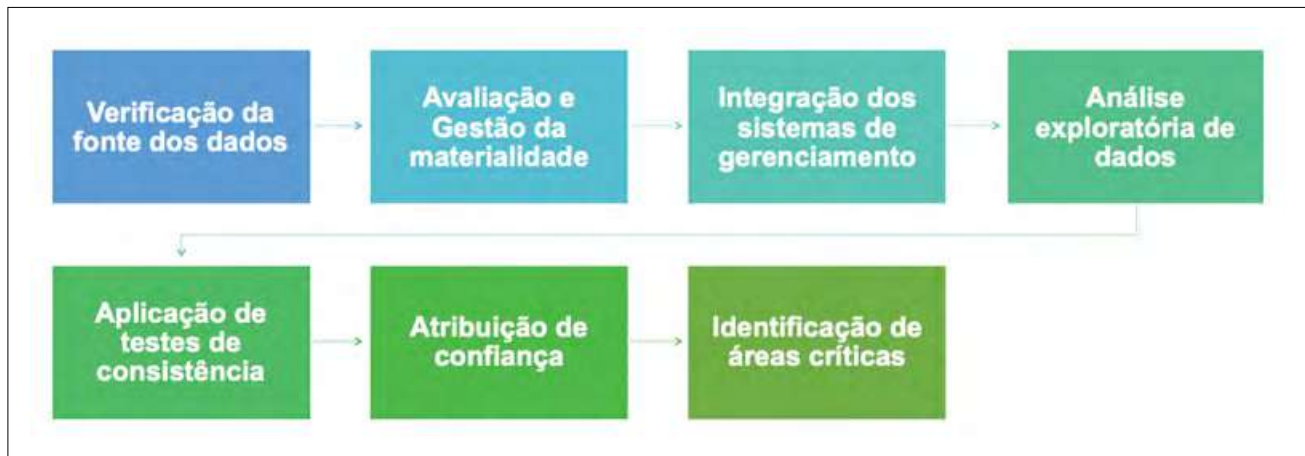 Verificação da
fonte dos dados
Avaliação e
Gestão da
materialidade
Integração dos
sistemas de
gerenciamento
Análise
exploratória de
dados
Aplicação de
testes de
consistência
Atribuição de
confiança
Identificação de
áreas críticas